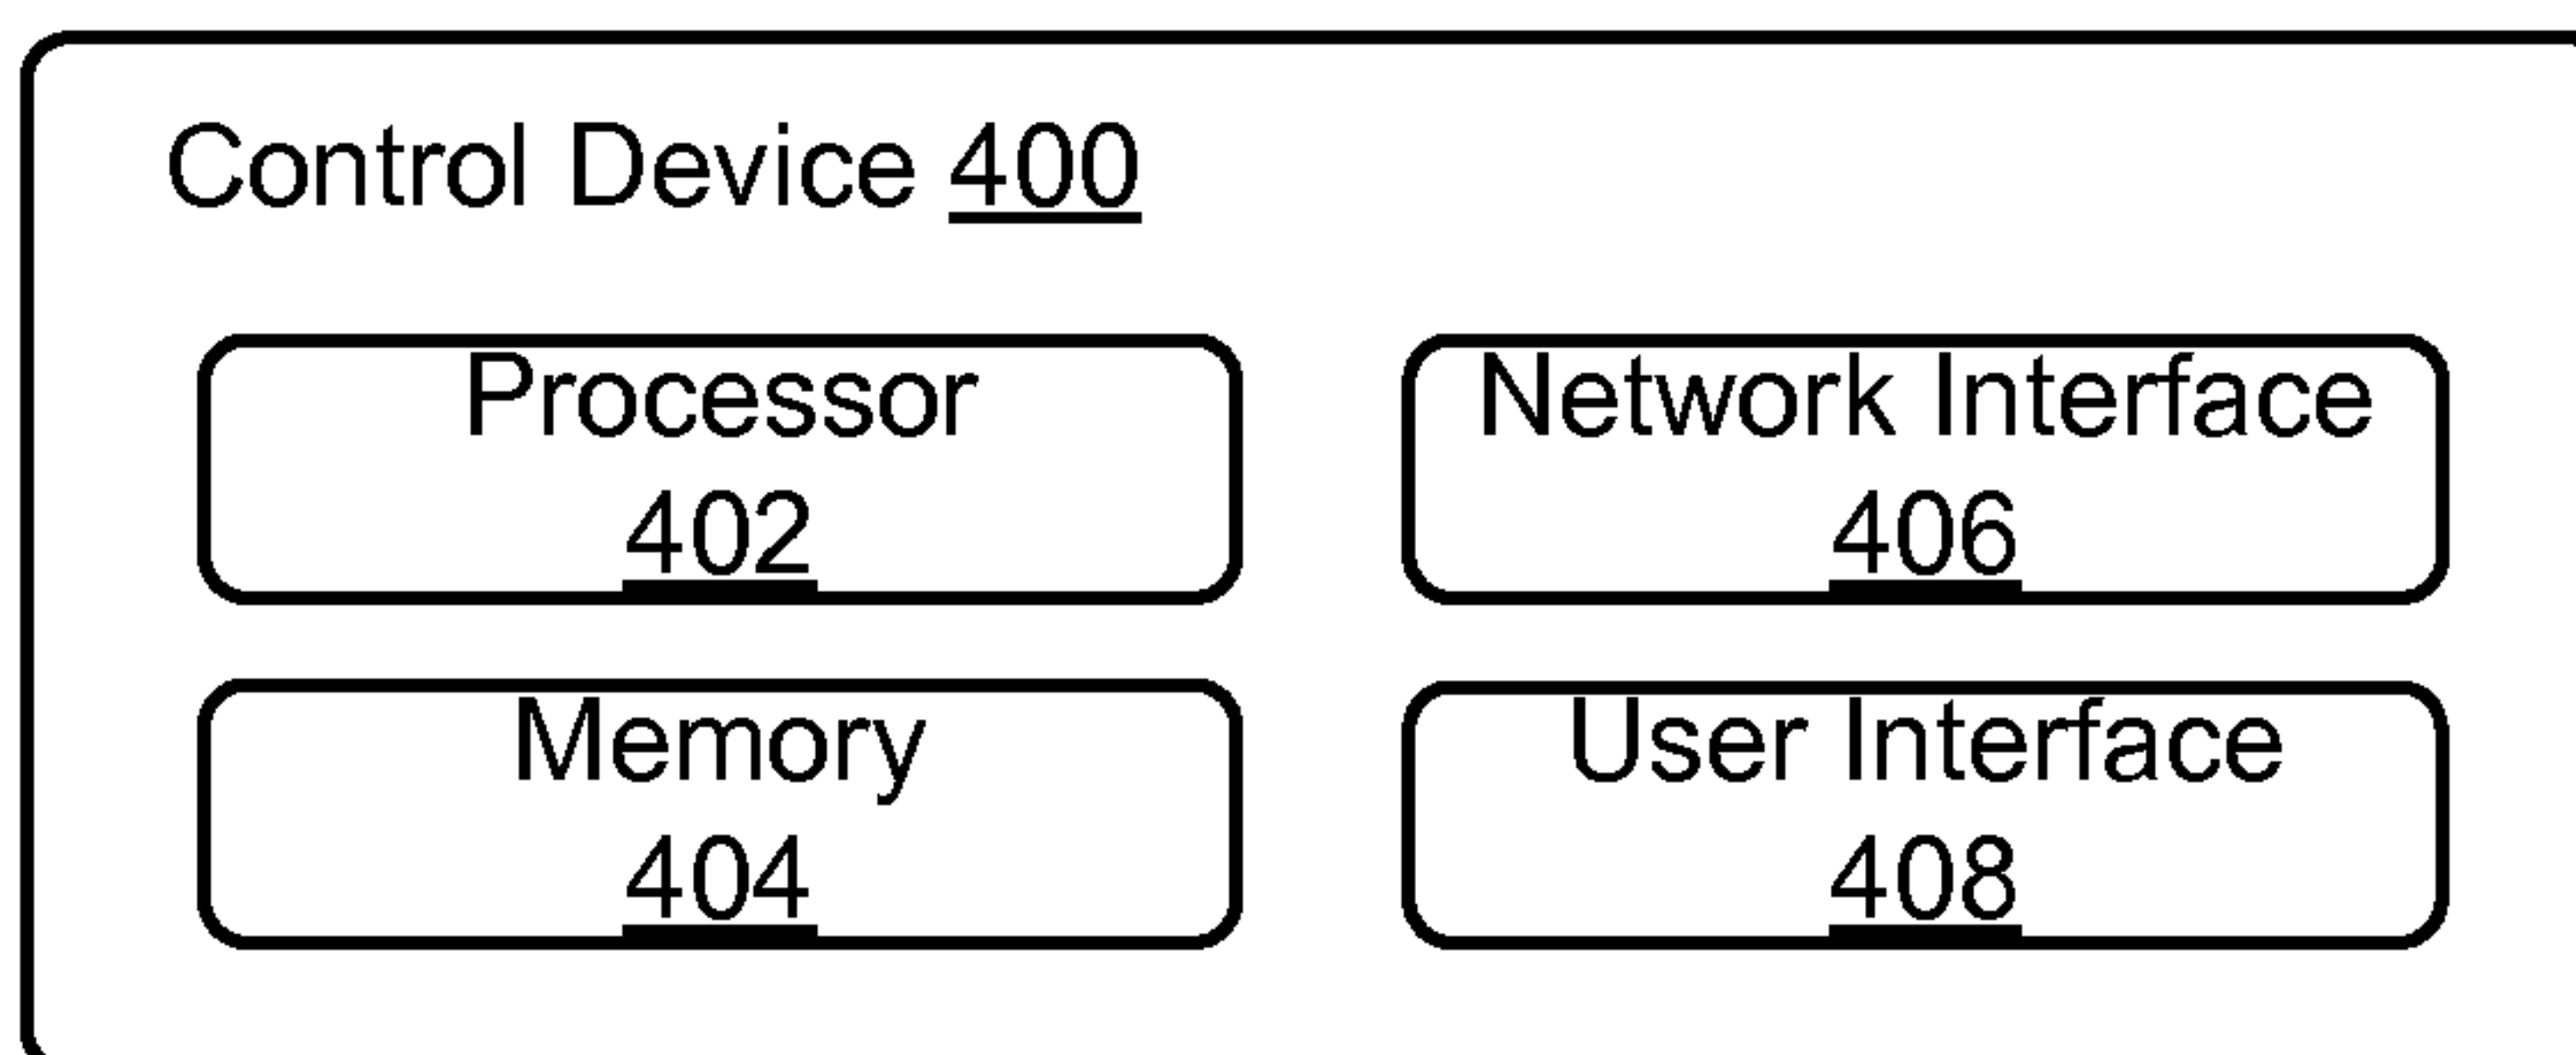 Control Device 400
Processor
402
Network Interface
406
Memory
404
User Interface
408